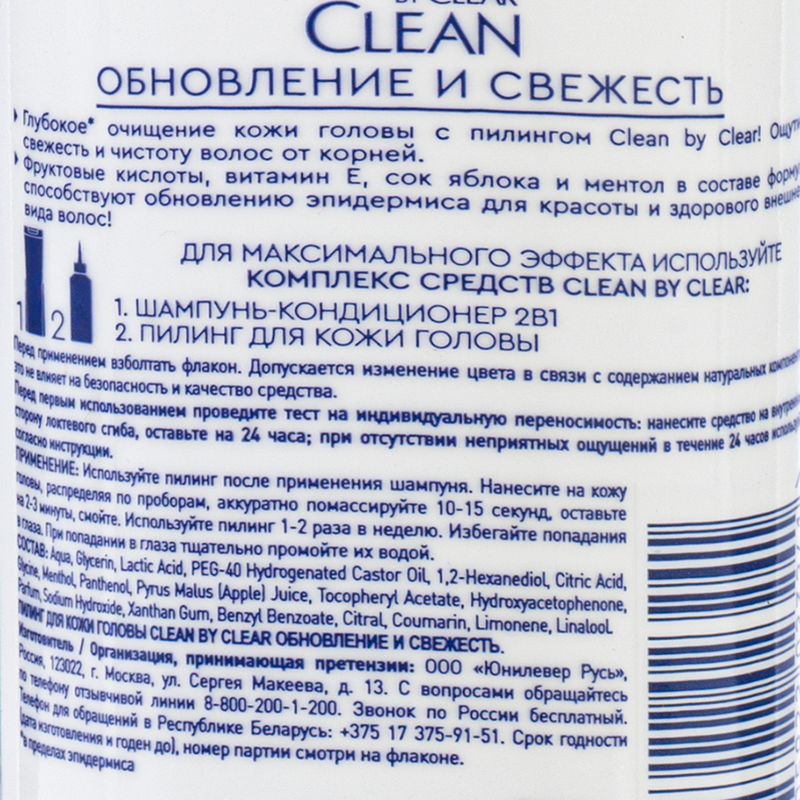 BY CLEAR
CLEAN
ОБНОВЛЕНИЕ И СВЕЖЕСТЬ
Глубокое* очищение кожи головы с пилингом Clean by Clear!
свежесть и чистоту волос от корней.
Фруктовые кислоты, витамин Е, сок яблока и ментол в составе
способствуют обновлению эпидермиса для красоты и здорового
вида волос!
ДЛЯ МАКСИМАЛЬНОГО ЭФФЕКТА ИСПОЛЬЗУЙТЕ
КОМПЛЕКС СРЕДСТВ CLEAN BY CLEAR:
1 2
1. ШАМПУНЬ-КОНДИЦИОНЕР 2В1
2. ПИЛИНГ ДЛЯ КОЖИ ГОЛОВЫ
Перед применением взболтать флакон. Допускается изменение цвета в связи с содержанием натуральных
это не влияет на безопасность и качество средства.
Перед первым использованием проведите тест на индивидуальную переносимость: нанесите средство на
сторону локтевого сгиба, оставьте на 24 часа; при отсутствии неприятных ощущений в течение 24 часов
согласно инструкции.
ПРИМЕНЕНИЕ: Используйте пилинг после применения шампуня. Нанесите на кожу
головы, распределяя по проборам, аккуратно помассируйте 10-15 секунд, оставьте
на 2-3 минуты, смойте. Используйте пилинг 1-2 раза в неделю. Избегайте попадания
в глаза. При попадании в глаза тщательно промойте их водой.
СОСТАВ: Aqua, Glycerin, Lactic Acid, PEG-40 Hydrogenated Castor Oil, 1,2-Hexanediol, Citric Acid,
Glycine, Menthol, Panthenol, Pyrus Malus (Apple) Juice, Tocopheryl Acetate, Hydroxyacetophenone,
Parfum, Sodium Hydroxide, Xanthan Gum, Benzyl Benzoate, Citral, Coumarin, Limonene, Linalool.
ПИЛИНГ ДЛЯ КОЖИ ГОЛОВЫ CLEAN BY CLEAR ОБНОВЛЕНИЕ И СВЕЖЕСТЬ.
Изготовитель / Организация, принимающая претензии: ООО «Юнилевер Русь»,
Россия, 123022, г. Москва, ул. Сергея Макеева, д. 13. С вопросами обращайтесь
по телефону отзывчивой линии 8-800-200-1-200. Звонок по России бесплатный.
Телефон для обращений в Республике Беларусь: +375 17 375-91-51. Срок годности
(дата изготовления и годен до), номер партии смотри на флаконе.
*в пределах эпидермиса